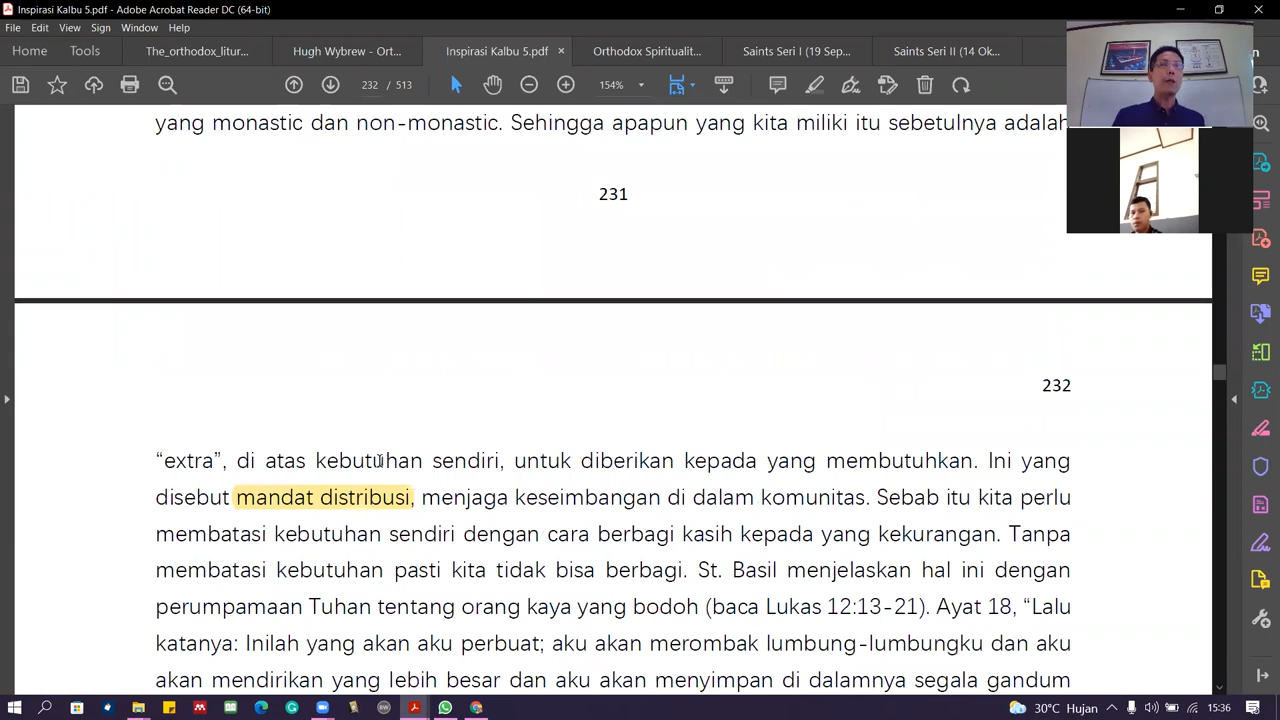 Inspirasi Kalbu 5.pdf - Adobe Acrobat Reader DC (64-bit)
File Edit View Sign Window Help
Home Tools The_orthodox_litur... Hugh Wybrew - Ort... Inspirasi Kalbu 5.pdf × Orthodox Spiritualit... Saints Seri I (19 Sep... Saints Seri II (14 Ok...
232 / 513 154%
yang monastic dan non-monastic. Sehingga apapun yang kita miliki itu sebetulnya adalah
231
232
“extra”, di atas kebutuhan sendiri, untuk diberikan kepada yang membutuhkan. Ini yang
disebut mandat distribusi, menjaga keseimbangan di dalam komunitas. Sebab itu kita perlu
membatasi kebutuhan sendiri dengan cara berbagi kasih kepada yang kekurangan. Tanpa
membatasi kebutuhan pasti kita tidak bisa berbagi. St. Basil menjelaskan hal ini dengan
perumpamaan Tuhan tentang orang kaya yang bodoh (baca Lukas 12:13-21). Ayat 18, “Lalu
katanya: Inilah yang akan aku perbuat; aku akan merombak lumbung-lumbungku dan aku
akan mendirikan yang lebih besar dan aku akan menyimpan di dalamnya segala gandum
30°C Hujan 15:36